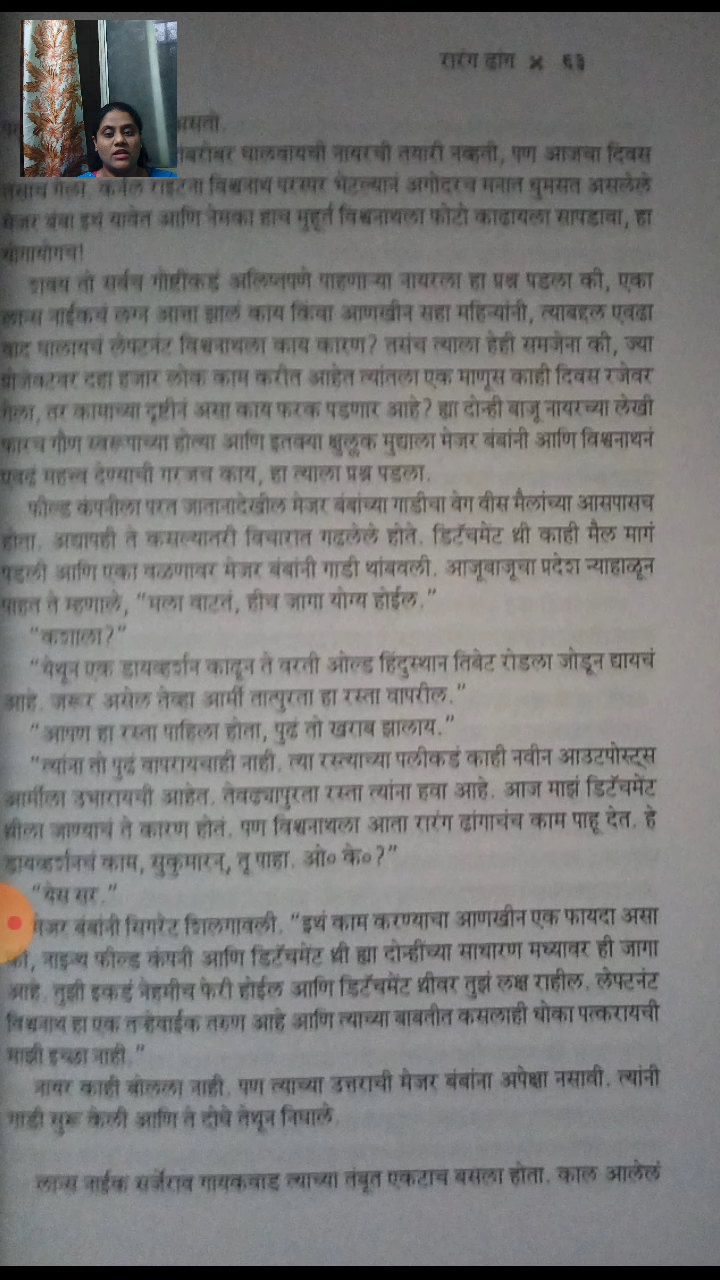 रारंग ढांग × ६३
असतो.
घालवायची नायरची तयारी नव्हती, पण आजचा दिवस
तसाच गेला. कर्नल राइटना विश्वनाथ परस्पर भेटल्यानं अगोदरच मनात धुमसत असलेले
मेजर बंबा इथं यावेत आणि नेमका हाच मुहूर्त विश्वनाथला फोटो काढायला सापडावा, हा
योगायोगच!
शक्य तो सर्वच गोष्टींकडं अलिप्तपणे पाहणाऱ्या नायरला हा प्रश्न पडला की, एका
लान्स नाईकचं लग्न आत्ता झालं काय किंवा आणखीन सहा महिन्यांनी, त्याबद्दल एवढा
वाद घालायचं लेफ्टनंट विश्वनाथला काय कारण? तसंच त्याला हेही समजेना की, ज्या
प्रोजेक्टवर दहा हजार लोक काम करीत आहेत त्यांतला एक माणूस काही दिवस रजेवर
गेला, तर कामाच्या दृष्टीनं असा काय फरक पडणार आहे? ह्या दोन्ही बाजू नायरच्या लेखी
फारच गौण स्वरूपाच्या होत्या आणि इतक्या क्षुल्लक मुद्याला मेजर बंबांनी आणि विश्वनाथनं
एवढं महत्त्व देण्याची गरजच काय, हा त्याला प्रश्न पडला.
फील्ड कंपनीला परत जातानादेखील मेजर बंबांच्या गाडीचा वेग वीस मैलांच्या आसपासच
होता. अद्यापही ते कसल्यातरी विचारात गढलेले होते. डिटॅचमेंट थ्री काही मैल मागं
पडली आणि एका वळणावर मेजर बंबांनी गाडी थांबवली. आजूबाजूचा प्रदेश न्याहाळून
पाहत ते म्हणाले, “मला वाटतं, हीच जागा योग्य होईल.”
“कशाला?”
“येथून एक डायव्हर्शन काढून ते वरती ओल्ड हिंदुस्थान तिबेट रोडला जोडून द्यायचं
आहे. जरूर असेल तेव्हा आर्मी तात्पुरता हा रस्ता वापरील.”
“आपण हा रस्ता पाहिला होता, पुढं तो खराब झालाय.”
“त्यांना तो पुढं वापरायचाही नाही. त्या रस्त्याच्या पलीकडं काही नवीन आउटपोस्ट्स
आर्मीला उभारायची आहेत. तेवढ्यापुरता रस्ता त्यांना हवा आहे. आज माझं डिटॅचमेंट
थ्रीला जाण्याचं ते कारण होतं. पण विश्वनाथला आता रारंग ढांगाचंच काम पाहू देत. हे
डायव्हर्शनचं काम, सुकुमारन्, तू पाहा. ओ० के०?”
“येस सर.”
मेजर बंबांनी सिगरेट शिलगावली. “इथं काम करण्याचा आणखीन एक फायदा असा
की, नाइन्थ फील्ड कंपनी आणि डिटॅचमेंट थ्री ह्या दोन्हींच्या साधारण मध्यावर ही जागा
आहे. तुझी इकडं नेहमीच फेरी होईल आणि डिटॅचमेंट थ्रीवर तुझं लक्ष राहील. लेफ्टनंट
विश्वनाथ हा एक तऱ्हेवाईक तरुण आहे आणि त्याच्या बाबतीत कसलाही धोका पत्करायची
माझी इच्छा नाही.”
नायर काही बोलला नाही. पण त्याच्या उत्तराची मेजर बंबांना अपेक्षा नसावी. त्यांनी
गाडी सुरू केली आणि ते दोघे तेथून निघाले.
लान्स नाईक सर्जेराव गायकवाड त्याच्या तंबूत एकटाच बसला होता. काल आलेलं